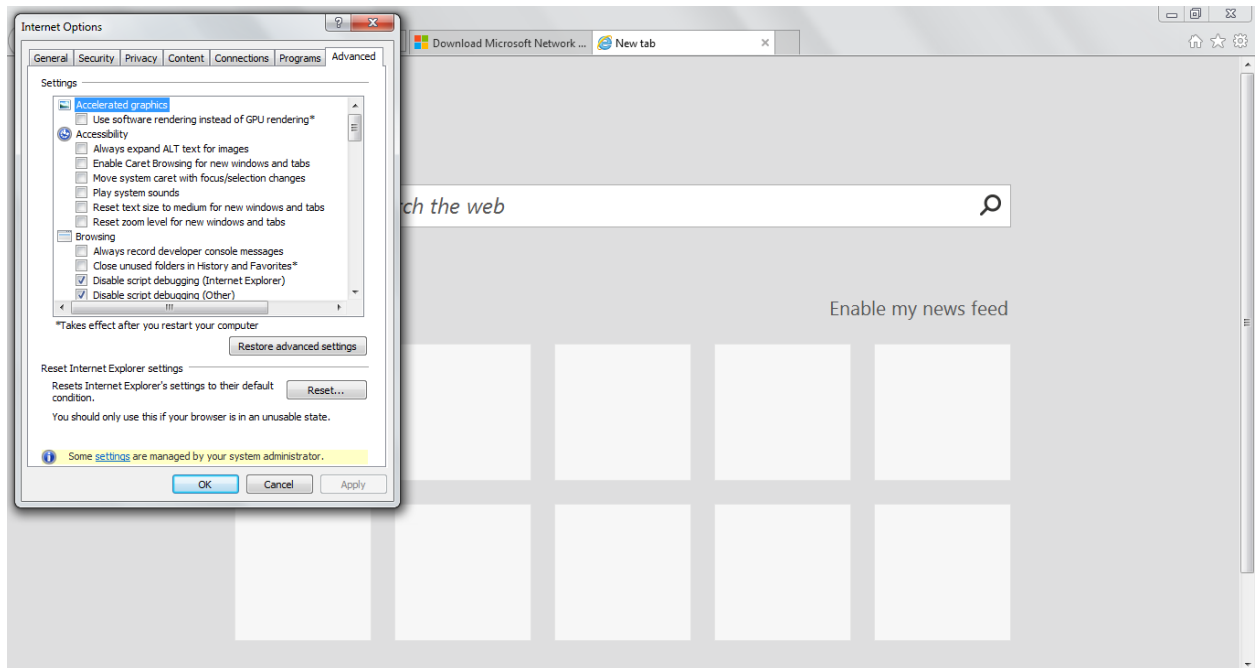 Internet Options
General Security Privacy Content Connections Programs Advanced
Settings
Accelerated graphics
Use software rendering instead of GPU rendering*
Accessibility
Always expand ALT text for images
Enable Caret Browsing for new windows and tabs
Move system caret with focus/selection changes
Play system sounds
Reset text size to medium for new windows and tabs
Reset zoom level for new windows and tabs
Browsing
Always record developer console messages
Close unused folders in History and Favorites*
Disable script debugging (Internet Explorer)
Disable script debugging (Other)
*Takes effect after you restart your computer
Restore advanced settings
Reset Internet Explorer settings
Resets Internet Explorer's settings to their default
condition.
Reset...
You should only use this if your browser is in an unusable state.
Some settings are managed by your system administrator.
OK Cancel Apply
Download Microsoft Network ... New tab
ch the web
Enable my news feed